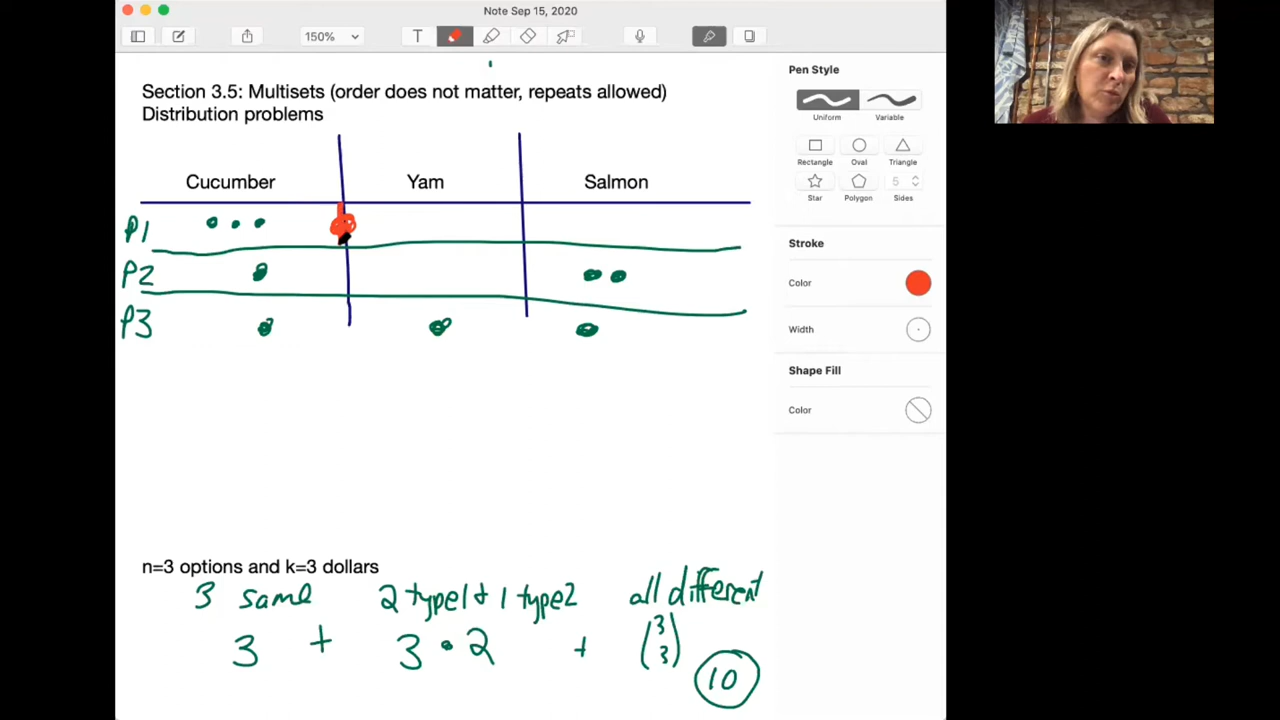 Note Sep 15, 2020
150%
T
Section 3.5: Multisets (order does not matter, repeats allowed)
Distribution problems
Cucumber Yam Salmon
P1
P2
P3
n=3 options and k=3 dollars
3 same 2 type1 + 1 type2 all different
3 + 3 • 2 + (3 3)
10
Pen Style
Uniform Variable
Rectangle Oval Triangle
5
Star Polygon Sides
Stroke
Color
Width
Shape Fill
Color